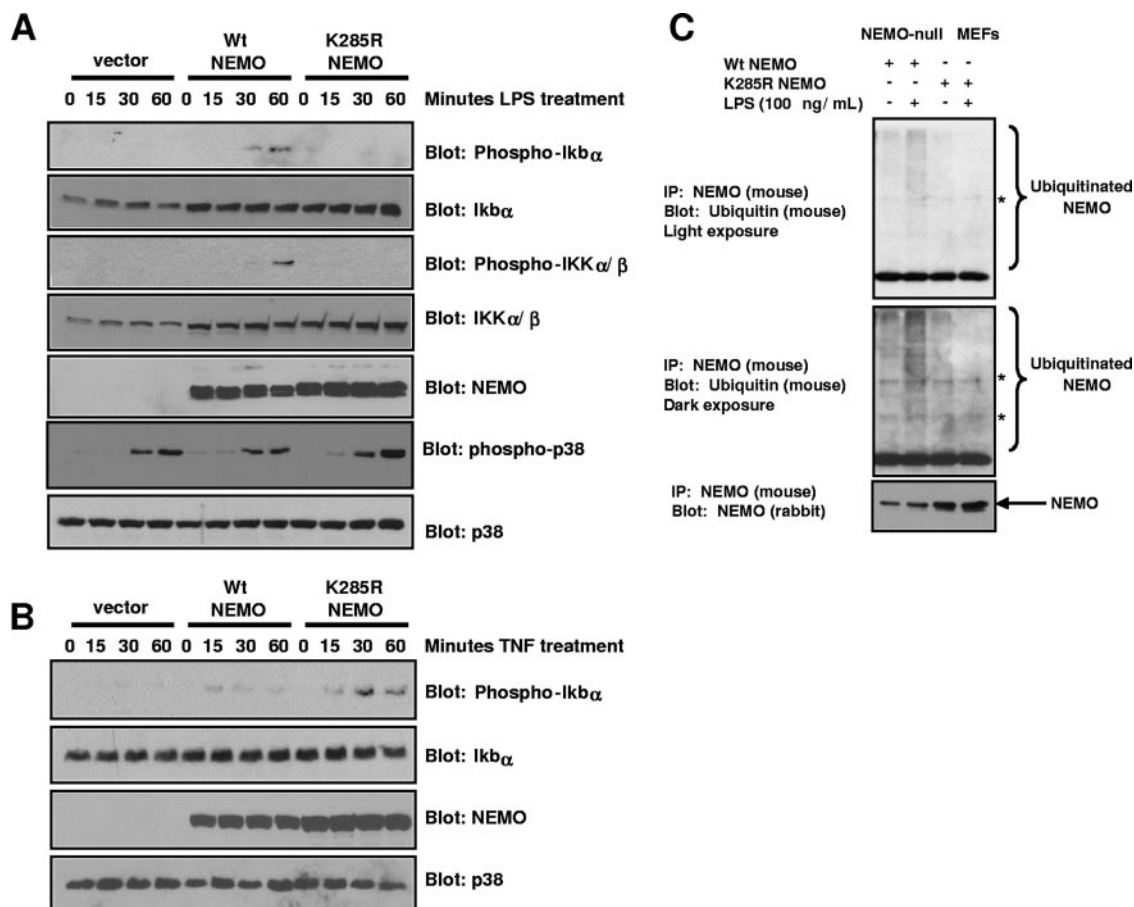 A
Wt K285R
vector NEMO NEMO
0 15 30 60 0 15 30 60 0 15 30 60 Minutes LPS treatment
Blot: Phospho-Ikbα
Blot: Ikbα
Blot: Phospho-IKKα/ β
Blot: IKKα/ β
Blot: NEMO
Blot: phospho-p38
Blot: p38
B
Wt K285R
vector NEMO NEMO
0 15 30 60 0 15 30 60 0 15 30 60 Minutes TNF treatment
Blot: Phospho-Ikbα
Blot: Ikbα
Blot: NEMO
Blot: p38
C
NEMO-null MEFs
Wt NEMO + + - -
K285R NEMO - - + +
LPS (100 ng/ mL) - + - +
IP: NEMO (mouse)
Blot: Ubiquitin (mouse)
Light exposure
*
Ubiquitinated
NEMO
IP: NEMO (mouse)
Blot: Ubiquitin (mouse)
Dark exposure
*
*
Ubiquitinated
NEMO
IP: NEMO (mouse)
Blot: NEMO (rabbit)
NEMO